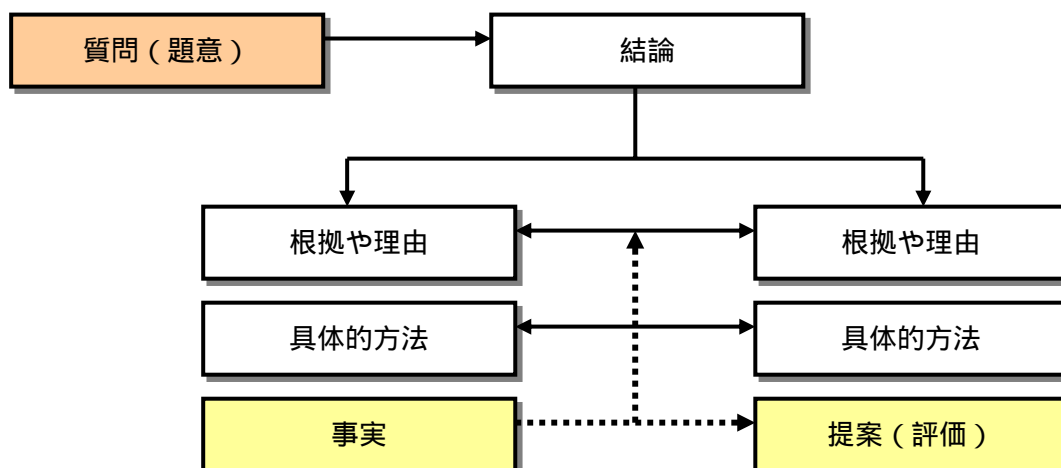 質問（題意）
結論
根拠や理由
根拠や理由
具体的方法
具体的方法
事実
提案（評価）